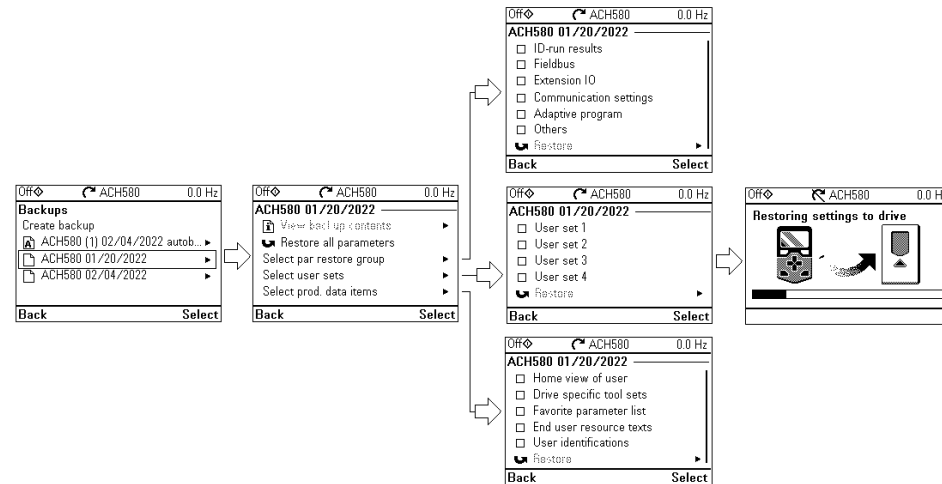 Off ACH580 0.0 Hz
Backups
Create backup
A ACH580 (1) 02/04/2022 autob...
ACH580 01/20/2022
ACH580 02/04/2022
Back Select
Off ACH580 0.0 Hz
ACH580 01/20/2022
View backup contents
Restore all parameters
Select par restore group
Select user sets
Select prod. data items
Back Select
Off ACH580 0.0 Hz
ACH580 01/20/2022
ID-run results
Fieldbus
Extension IO
Communication settings
Adaptive program
Others
Restore
Back Select
Off ACH580 0.0 Hz
ACH580 01/20/2022
User set 1
User set 2
User set 3
User set 4
Restore
Back Select
Off ACH580 0.0 Hz
ACH580 01/20/2022
Home view of user
Drive specific tool sets
Favorite parameter list
End user resource texts
User identifications
Restore
Back Select
Off ACH580 0.0 H
Restoring settings to drive